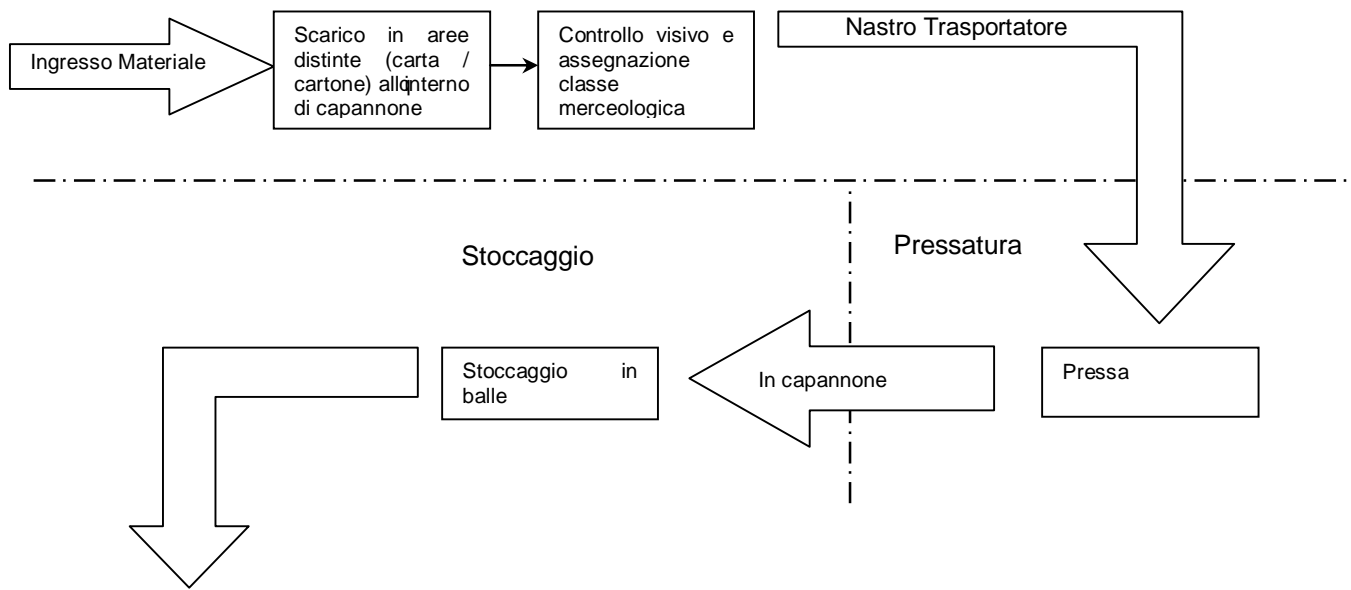 Ingresso Materiale
Scarico in aree
distinte (carta /
cartone) all'interno
di capannone
Controllo visivo e
assegnazione
classe
merceologica
Nastro Trasportatore
Stoccaggio
Pressatura
Stoccaggio in
balle
In capannone
Pressa